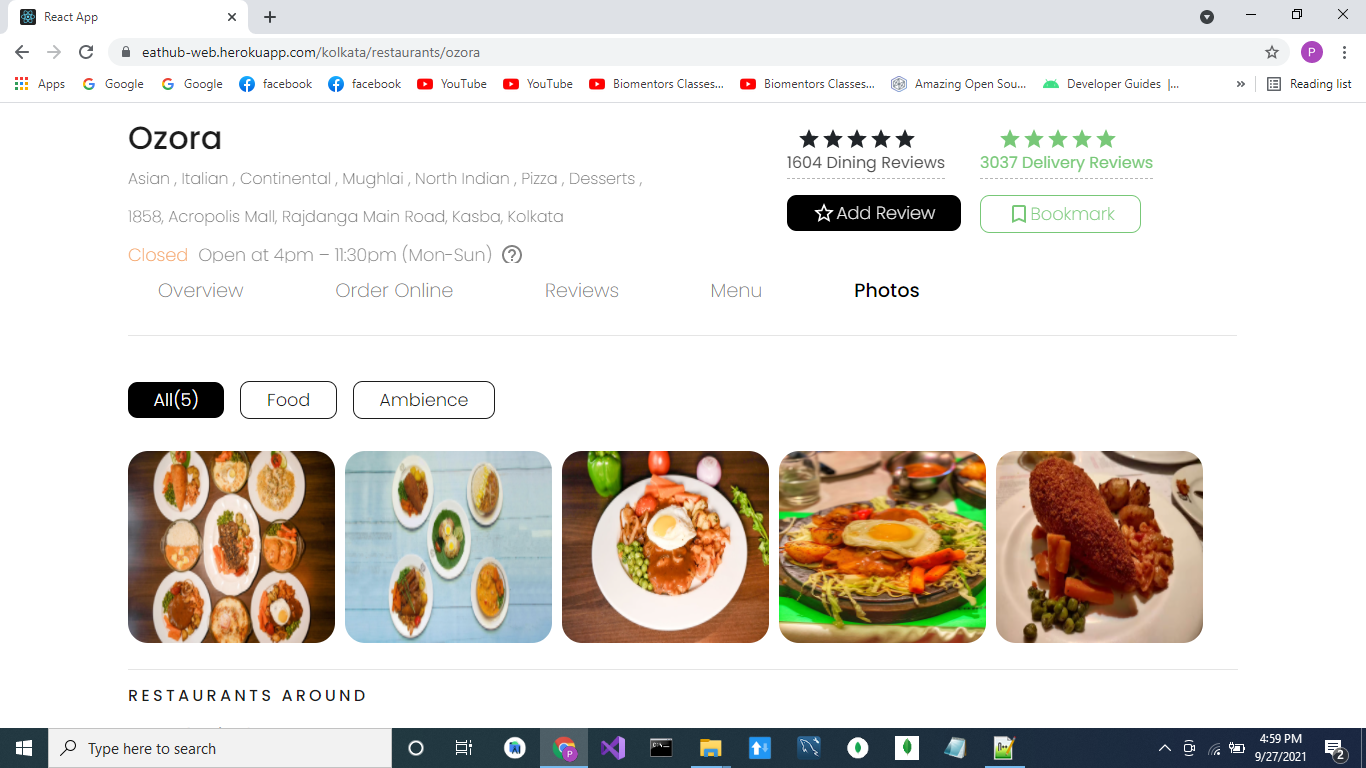 React App
eathub-web.herokuapp.com/kolkata/restaurants/ozora
P
Apps Google Google facebook facebook YouTube YouTube Biomentors Classes... Biomentors Classes... Amazing Open Sou... Developer Guides |... » Reading list
Ozora
Asian , Italian , Continental , Mughlai , North Indian , Pizza , Desserts ,
1858, Acropolis Mall, Rajdanga Main Road, Kasba, Kolkata
Closed Open at 4pm – 11:30pm (Mon-Sun)
1604 Dining Reviews
3037 Delivery Reviews
Add Review
Bookmark
Overview Order Online Reviews Menu Photos
All(5) Food Ambience
RESTAURANTS AROUND
Type here to search
P
4:59 PM
9/27/2021
2